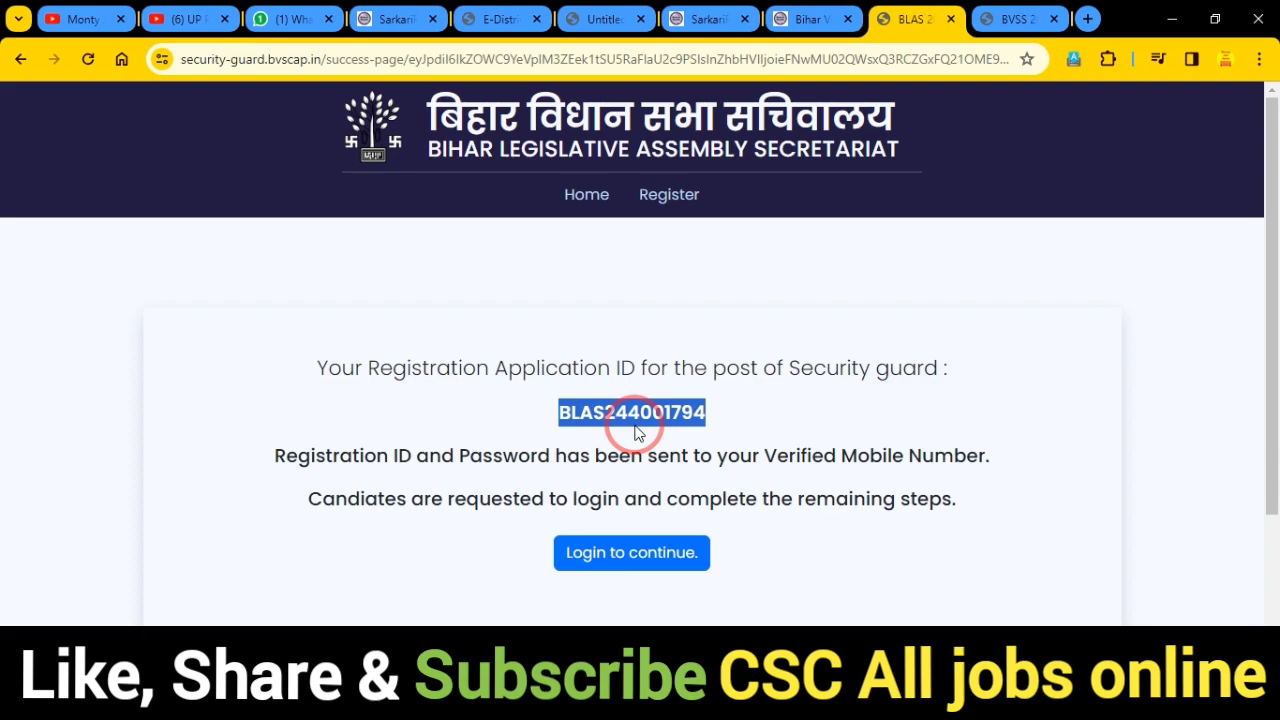 Monty
(6) UP
(1) Wha
Sarkari
E-Distri
Untitled
Sarkari
Bihar V
BLAS 2
BVSS 2
security-guard.bvscap.in/success-page/
बिहार विधान सभा सचिवालय
BIHAR LEGISLATIVE ASSEMBLY SECRETARIAT
Home Register
Your Registration Application ID for the post of Security guard :
BLAS244001794
Registration ID and Password has been sent to your Verified Mobile Number.
Candiates are requested to login and complete the remaining steps.
Login to continue.
Like, Share & Subscribe CSC All jobs online